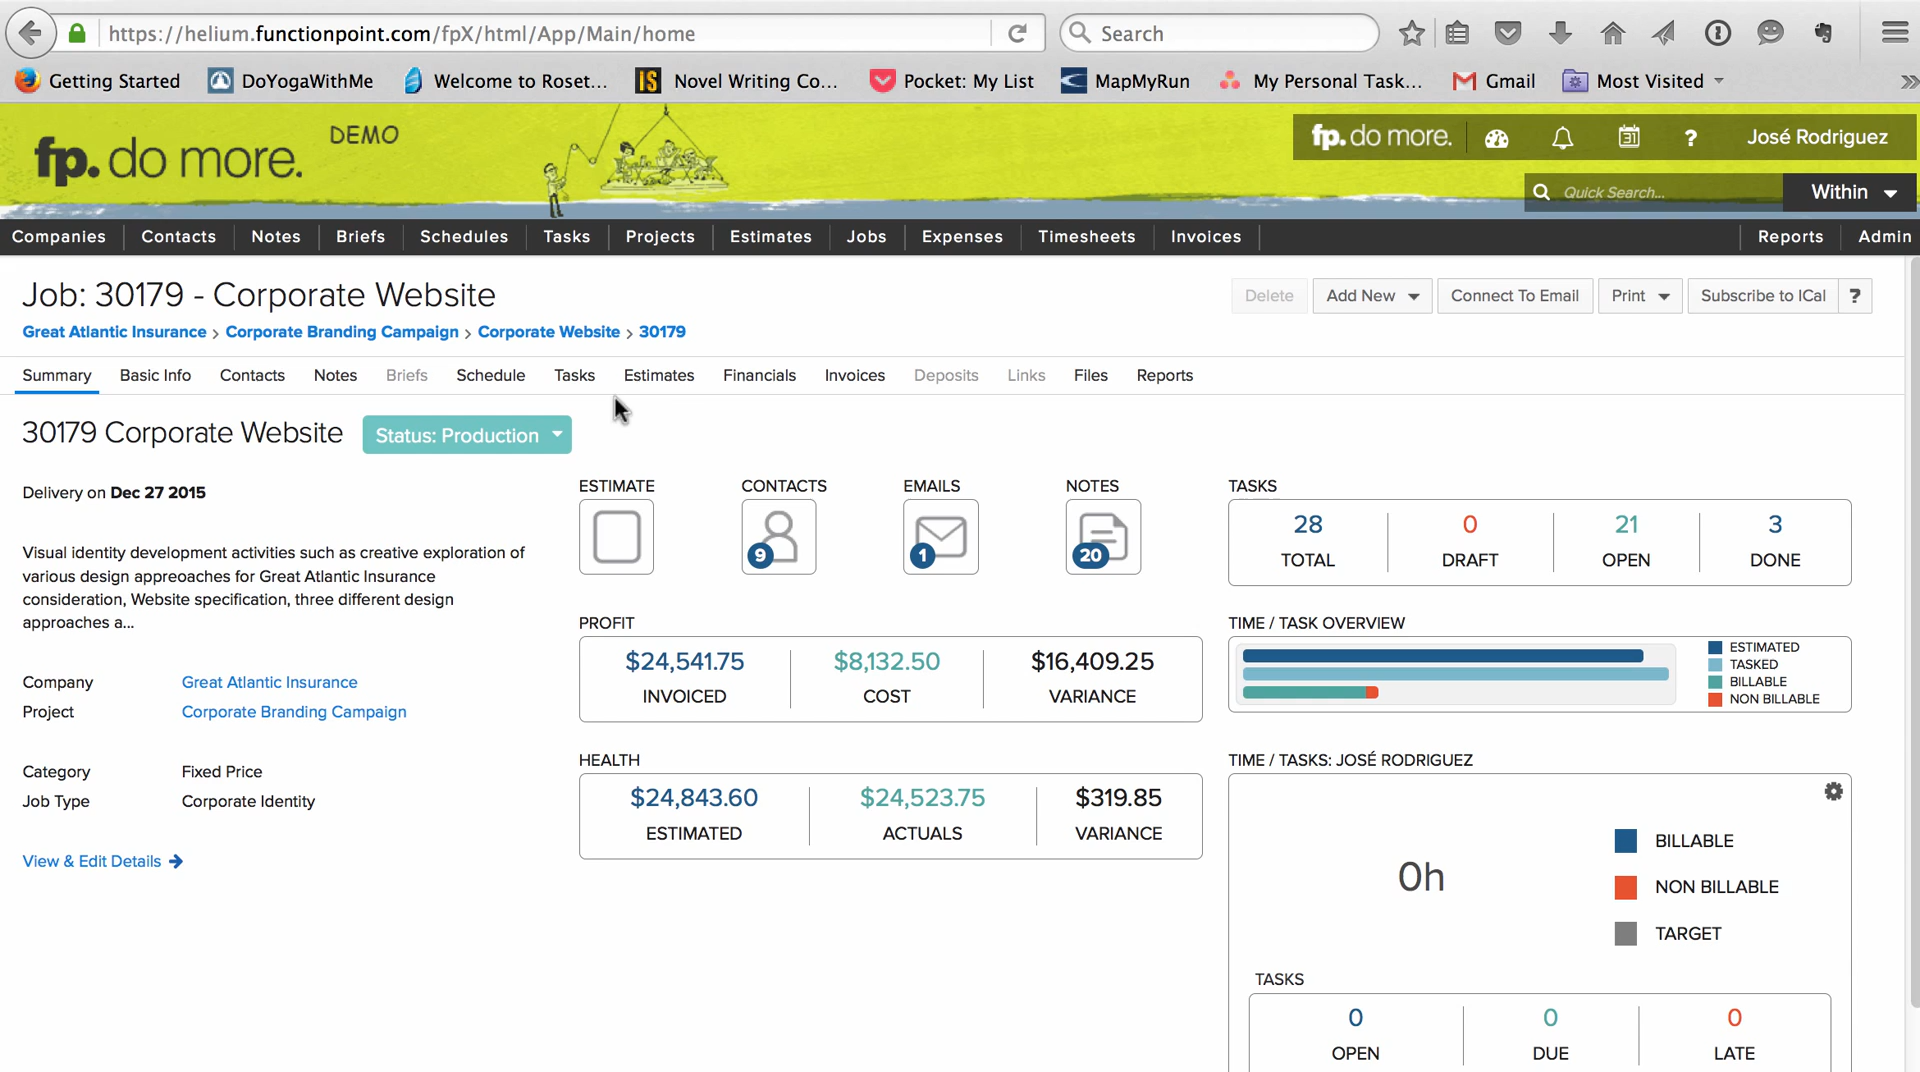 https://helium.functionpoint.com/fpX/html/App/Main/home
Search
Getting Started
DoYogaWithMe
Welcome to Roset...
IS
Novel Writing Co...
Pocket: My List
MapMyRun
My Personal Task...
Gmail
Most Visited
fp. do more.
DEMO
fp. do more.
31
?
José Rodriguez
Quick Search...
Within
Companies
Contacts
Notes
Briefs
Schedules
Tasks
Projects
Estimates
Jobs
Expenses
Timesheets
Invoices
Reports
Admin
Job: 30179 - Corporate Website
Delete
Add New
Connect To Email
Print
Subscribe to ICal
?
Great Atlantic Insurance > Corporate Branding Campaign > Corporate Website > 30179
Summary
Basic Info
Contacts
Notes
Briefs
Schedule
Tasks
Estimates
Financials
Invoices
Deposits
Links
Files
Reports
30179 Corporate Website
Status: Production
Delivery on Dec 27 2015
Visual identity development activities such as creative exploration of
various design appreoaches for Great Atlantic Insurance
consideration, Website specification, three different design
approaches a...
Company
Great Atlantic Insurance
Project
Corporate Branding Campaign
Category
Fixed Price
Job Type
Corporate Identity
View & Edit Details
ESTIMATE
CONTACTS
9
EMAILS
1
NOTES
20
PROFIT
$24,541.75
INVOICED
$8,132.50
COST
$16,409.25
VARIANCE
HEALTH
$24,843.60
ESTIMATED
$24,523.75
ACTUALS
$319.85
VARIANCE
TASKS
28
TOTAL
0
DRAFT
21
OPEN
3
DONE
TIME / TASK OVERVIEW
ESTIMATED
TASKED
BILLABLE
NON BILLABLE
TIME / TASKS: JOSÉ RODRIGUEZ
0h
BILLABLE
NON BILLABLE
TARGET
TASKS
0
OPEN
0
DUE
0
LATE